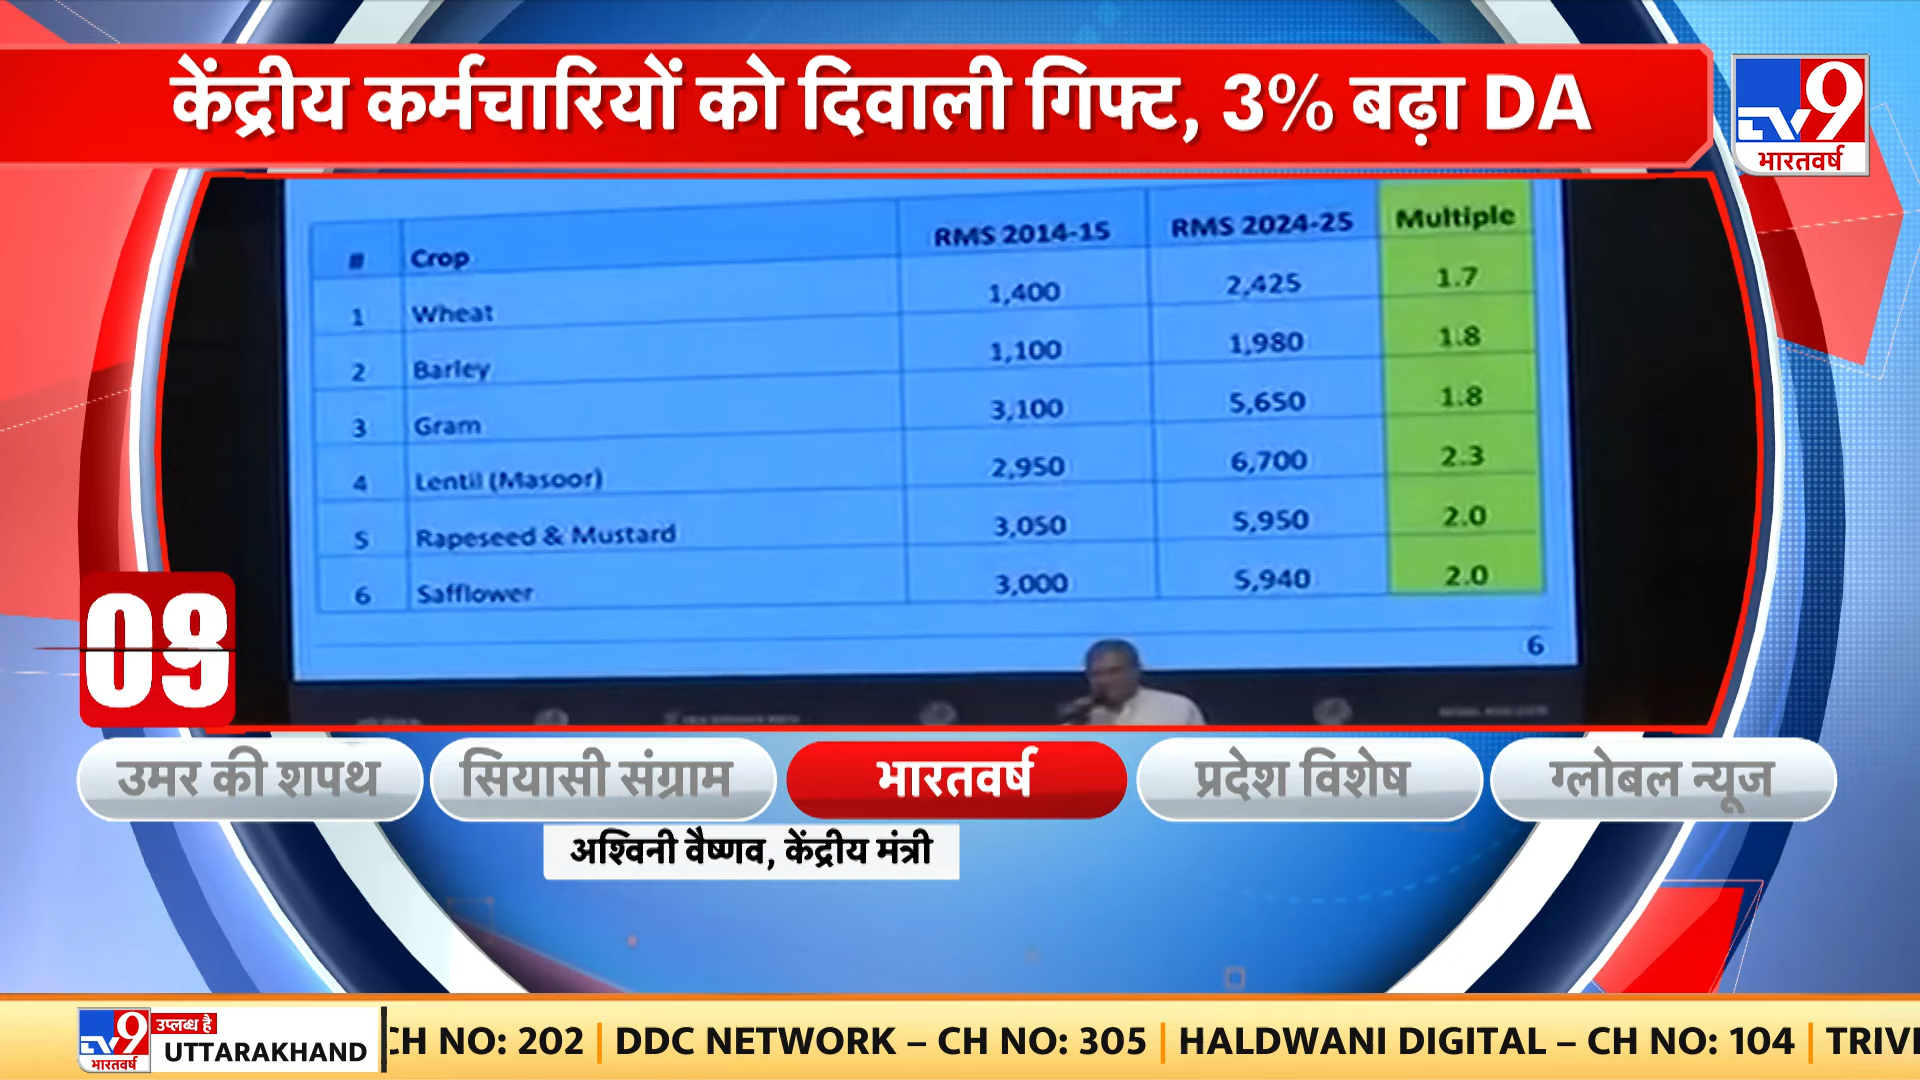 केंद्रीय कर्मचारियों को दिवाली गिफ्ट, 3% बढ़ा DA
TV9
भारतवर्ष
# Crop RMS 2014-15 RMS 2024-25 Multiple
1 Wheat 1,400 2,425 1.7
2 Barley 1,100 1,980 1.8
3 Gram 3,100 5,650 1.8
4 Lentil (Masoor) 2,950 6,700 2.3
5 Rapeseed & Mustard 3,050 5,950 2.0
6 Safflower 3,000 5,940 2.0
6
उमर की शपथ
सियासी संग्राम
भारतवर्ष
प्रदेश विशेष
ग्लोबल न्यूज
अश्विनी वैष्णव, केंद्रीय मंत्री
TV9
भारतवर्ष
उपलब्ध है
UTTARAKHAND
CH NO: 202 | DDC NETWORK – CH NO: 305 | HALDWANI DIGITAL – CH NO: 104 | TRIV